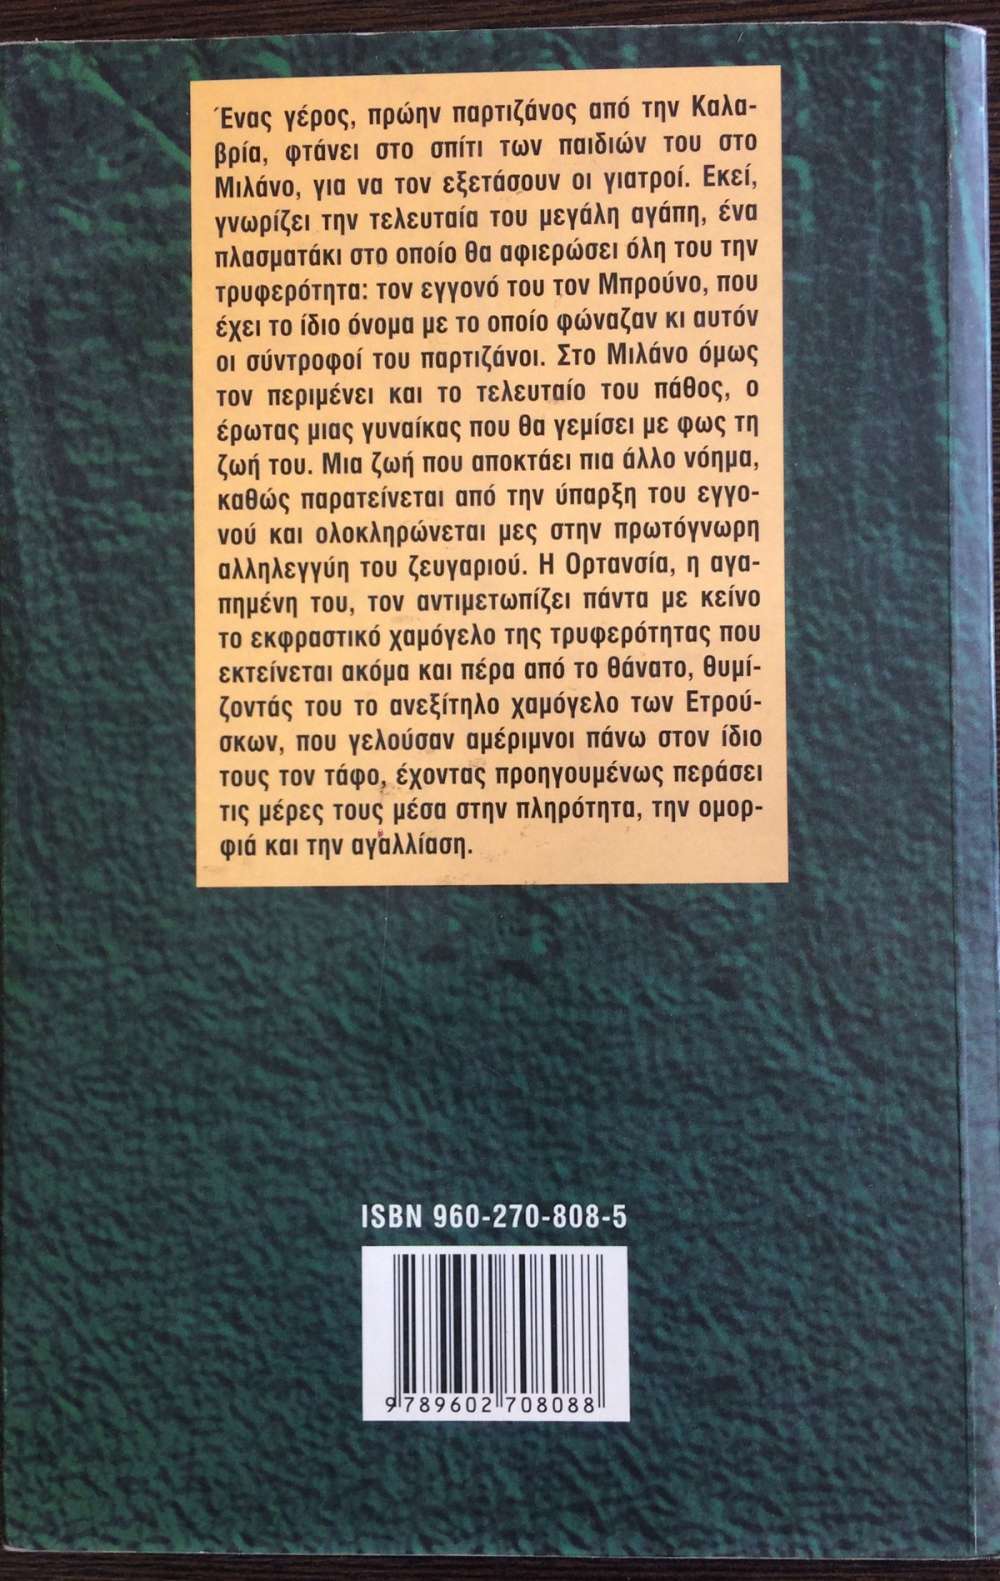 Ένας γέρος, πρώην παρτιζάνος από την Καλα-
βρία, φτάνει στο σπίτι των παιδιών του στο
Μιλάνο, για να τον εξετάσουν οι γιατροί. Εκεί,
γνωρίζει την τελευταία του μεγάλη αγάπη, ένα
πλασματάκι στο οποίο θα αφιερώσει όλη του την
τρυφερότητα: τον εγγονό του τον Μπρούνο, που
έχει το ίδιο όνομα με το οποίο φώναζαν κι αυτόν
οι σύντροφοί του παρτιζάνοι. Στο Μιλάνο όμως
τον περιμένει και το τελευταίο του πάθος, ο
έρωτας μιας γυναίκας που θα γεμίσει με φως τη
ζωή του. Μια ζωή που αποκτάει πια άλλο νόημα,
καθώς παρατείνεται από την ύπαρξη του εγγο-
νού και ολοκληρώνεται μες στην πρωτόγνωρη
αλληλεγγύη του ζευγαριού. Η Ορτανσία, η αγα-
πημένη του, τον αντιμετωπίζει πάντα με κείνο
το εκφραστικό χαμόγελο της τρυφερότητας που
εκτείνεται ακόμα και πέρα από το θάνατο, θυμί-
ζοντάς του το ανεξίτηλο χαμόγελο των Ετρού-
σκων, που γελούσαν αμέριμνοι πάνω στον ίδιο
τους τον τάφο, έχοντας προηγουμένως περάσει
τις μέρες τους μέσα στην πληρότητα, την ομορ-
φιά και την αγαλλίαση.
ISBN 960-270-808-5
9 789602 708088